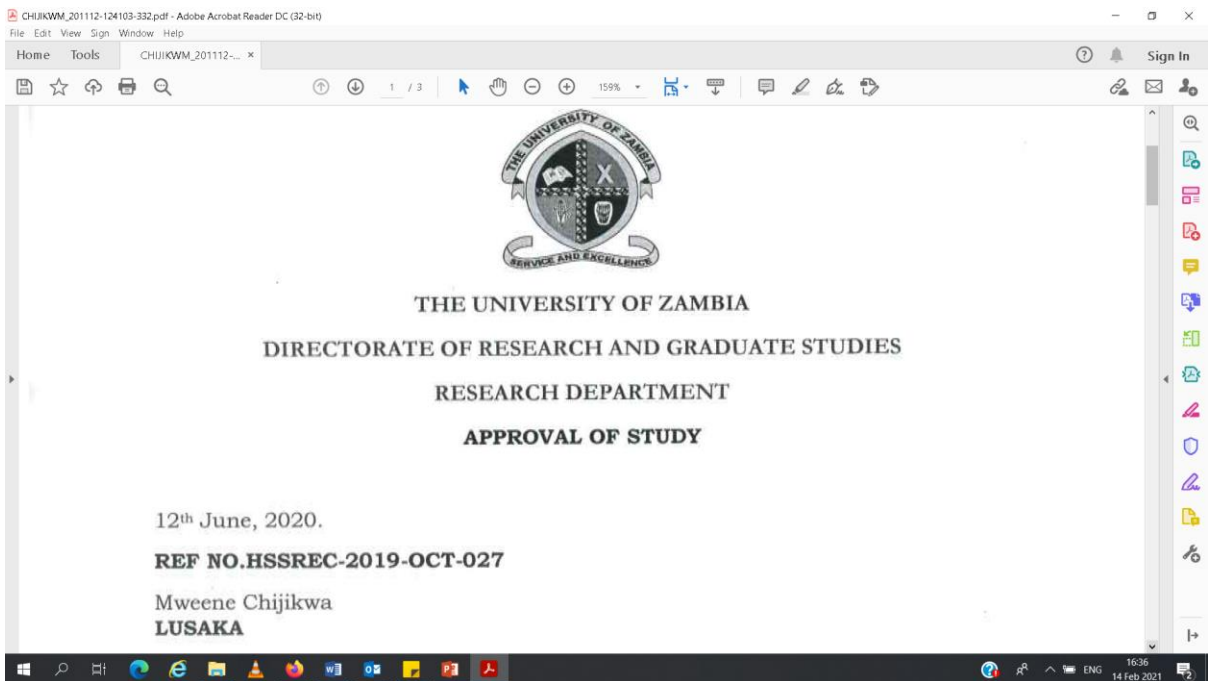 CHIJIKWM_201112-124103-332.pdf - Adobe Acrobat Reader DC (32-bit)
File Edit View Sign Window Help
Home Tools CHIJIKWM_201112-... × Sign In
1 / 3 159%
THE UNIVERSITY OF ZAMBIA
SERVICE AND EXCELLENCE
THE UNIVERSITY OF ZAMBIA
DIRECTORATE OF RESEARCH AND GRADUATE STUDIES
RESEARCH DEPARTMENT
APPROVAL OF STUDY
12th June, 2020.
REF NO.HSSREC-2019-OCT-027
Mweene Chijikwa
LUSAKA
ENG 16:36
14 Feb 2021